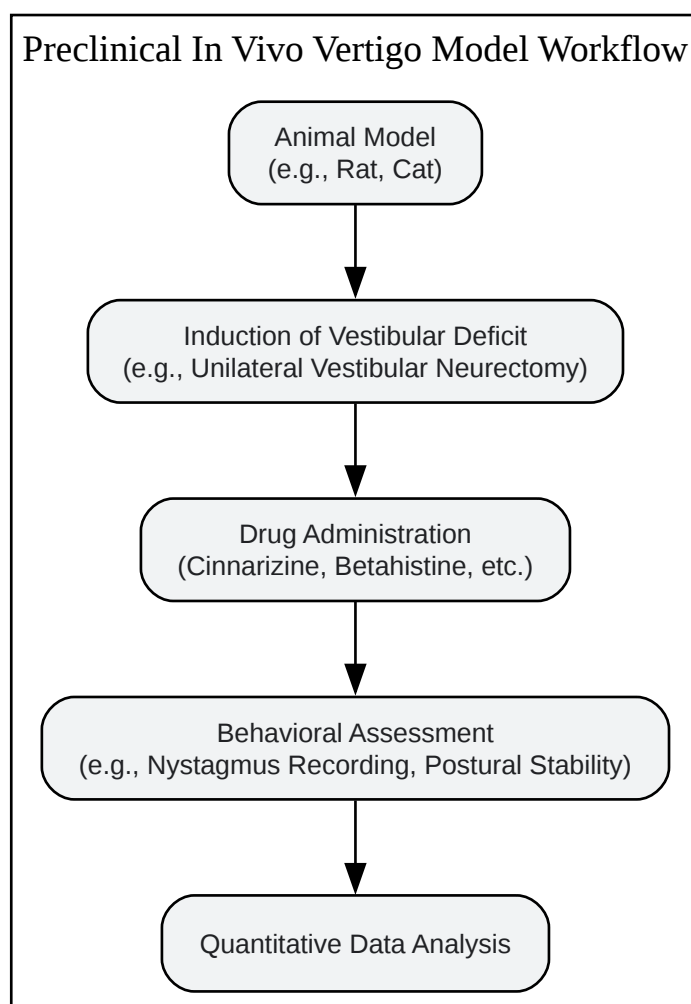 Preclinical In Vivo Vertigo Model Workflow
Animal Model
(e.g., Rat, Cat)
Induction of Vestibular Deficit
(e.g., Unilateral Vestibular Neurectomy)
Drug Administration
(Cinnarizine, Betahistine, etc.)
Behavioral Assessment
(e.g., Nystagmus Recording, Postural Stability)
Quantitative Data Analysis